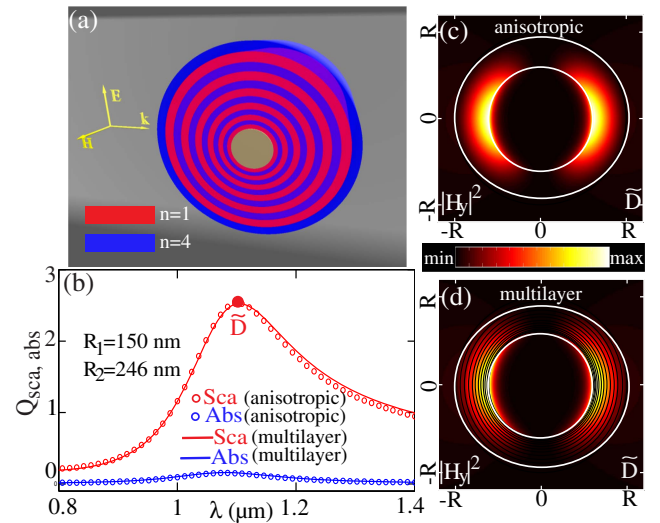 (a)
E
k
H
n=1
n=4
(b)
Q_sca, abs
3
2
1
0
R_1=150 nm
R_2=246 nm
D̃
Sca (anisotropic)
Abs (anisotropic)
Sca (multilayer)
Abs (multilayer)
0.8 1 1.2 1.4
λ (μm)
(c)
anisotropic
R
0
-R
|H_y|^2
D̃
-R 0 R
min max
(d)
multilayer
R
0
-R
|H_y|^2
D̃
-R 0 R